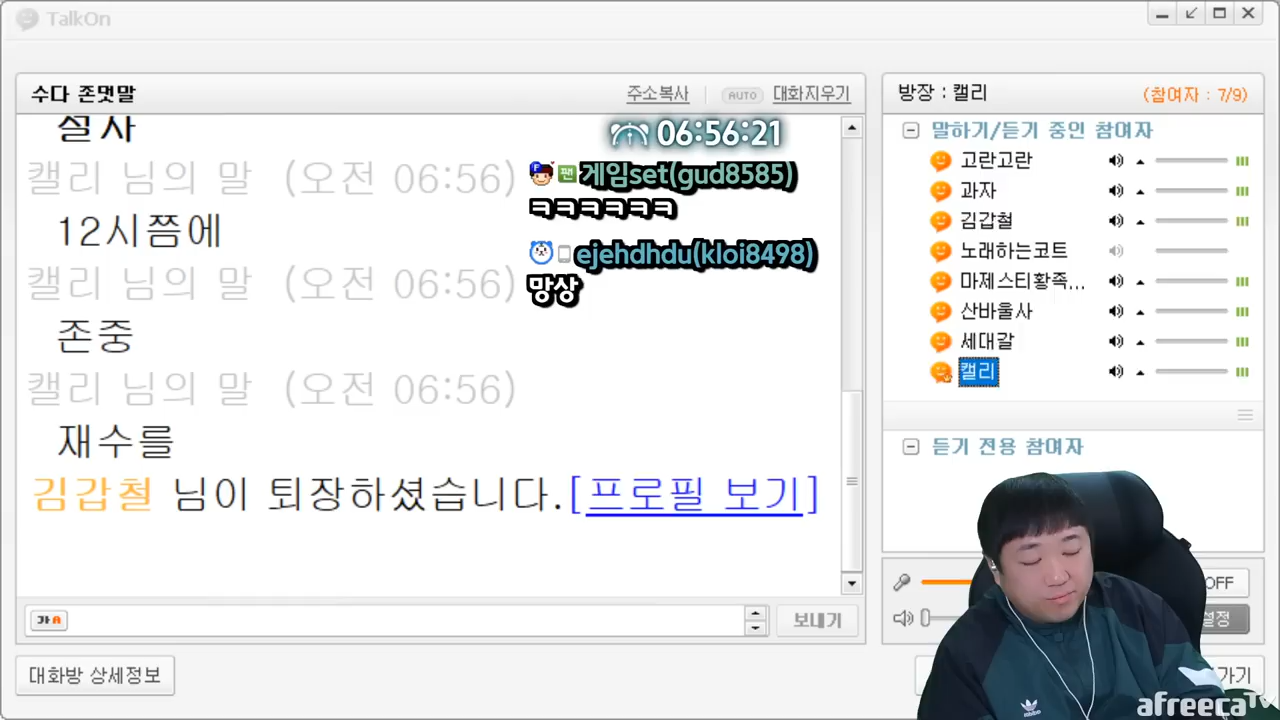 TalkOn
수다 존멋말
주소복사
AUTO
대화지우기
설사
캘리 님의 말 (오전 06:56)
12시쯤에
캘리 님의 말 (오전 06:56)
존중
캘리 님의 말 (오전 06:56)
재수를
김갑철 님이 퇴장하셨습니다.[프로필 보기]
06:56:21
팬 게임set(gud8585)
ㅋㅋㅋㅋㅋㅋ
ejehdhdu(kloi8498)
망상
가A
보내기
대화방 상세정보
방장 : 캘리
(참여자 : 7/9)
말하기/듣기 중인 참여자
고란고란
과자
김갑철
노래하는코트
마제스티황족...
산바울사
세대갈
캘리
듣기 전용 참여자
OFF
설정
가기
afreecaTV